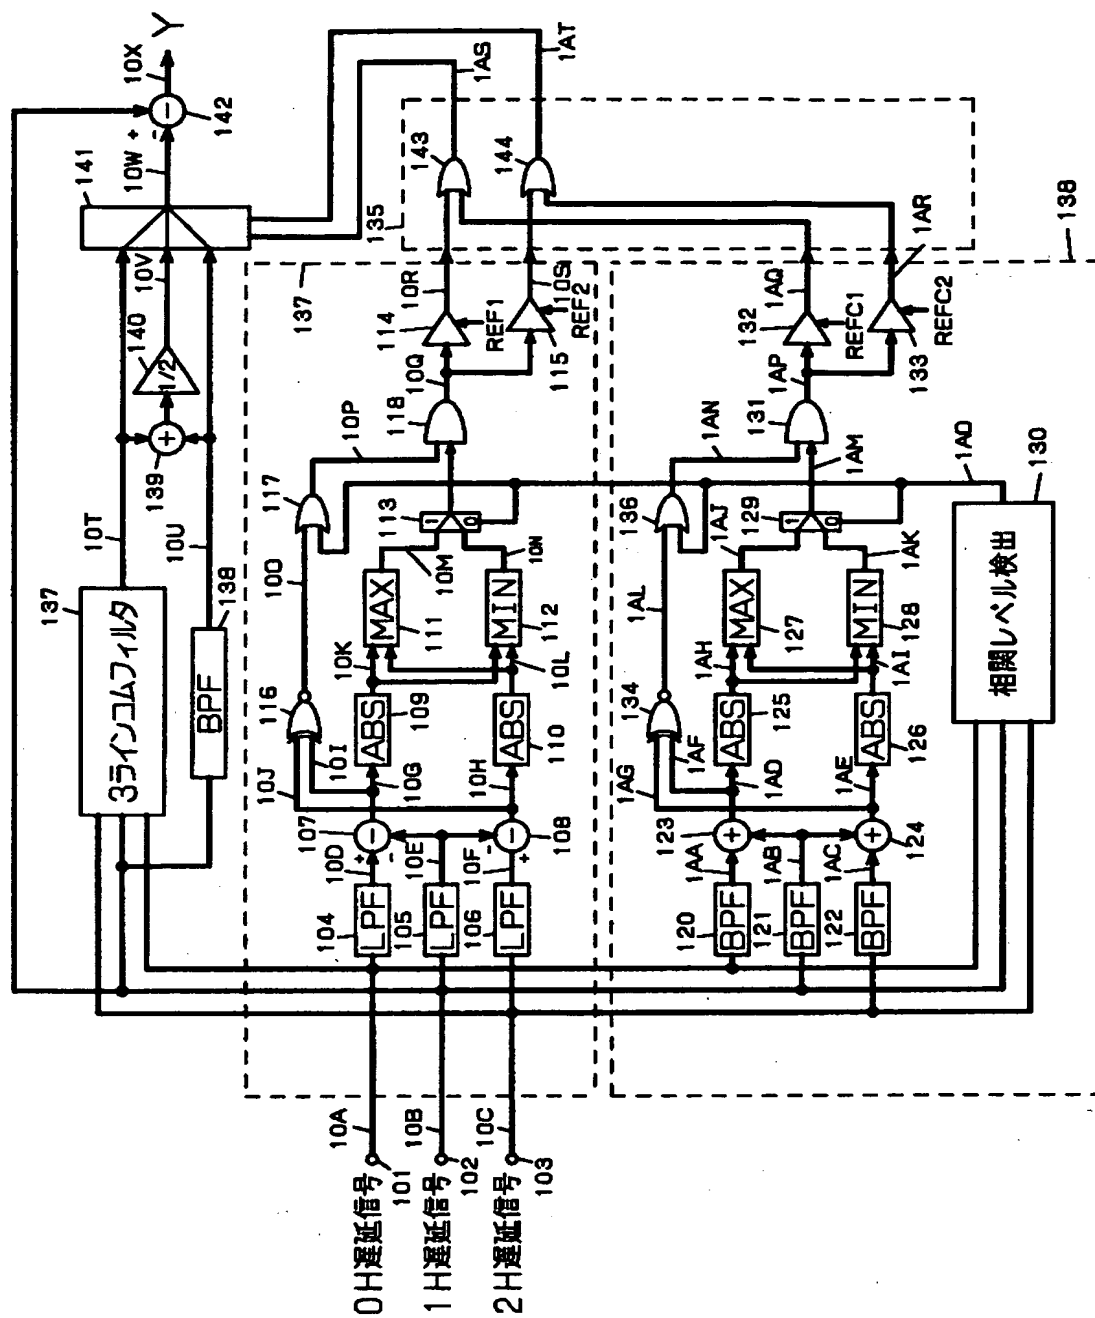 0H遅延信号
101
10A
1H遅延信号
102
10B
2H遅延信号
103
10C
137
3ラインコムフィルタ
10T
138
BPF
10U
139
+
140
1/2
10V
141
10W
+
-
142
-
10X
Y
1AS
1AT
137
104
LPF
10D
105
LPF
10E
106
LPF
10F
107
-
+
-
108
-
-
+
10J
10I
10G
10H
116
ABS
109
ABS
110
10K
10L
10O
MAX
111
MIN
112
10M
10N
117
113
1
0
10P
118
10Q
114
REF1
115
REF2
10R
10S
135
143
144
138
120
BPF
1AA
121
BPF
1AB
122
BPF
1AC
123
+
124
+
1AG
1AF
1AD
1AE
134
ABS
125
ABS
126
1AH
1AI
1AL
MAX
127
MIN
128
1AJ
1AK
136
129
1
0
1AN
1AM
131
1AP
132
REFC1
133
REFC2
1AQ
1AR
1AO
130
相関レベル検出